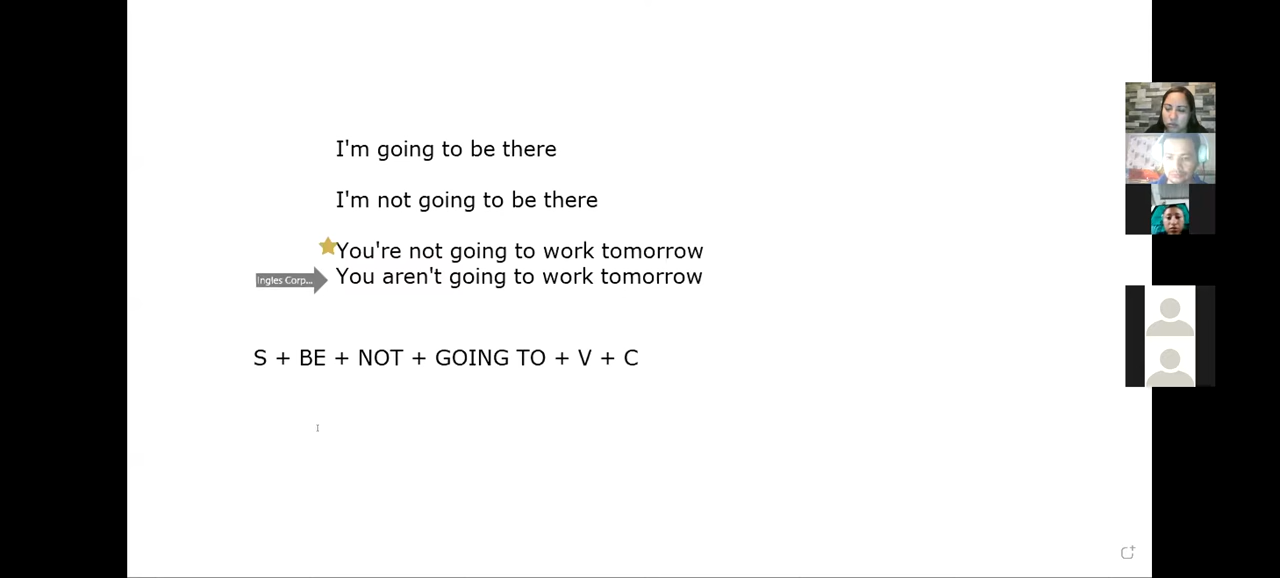 I'm going to be there
I'm not going to be there
You're not going to work tomorrow
Ingles Corp...
You aren't going to work tomorrow
S + BE + NOT + GOING TO + V + C